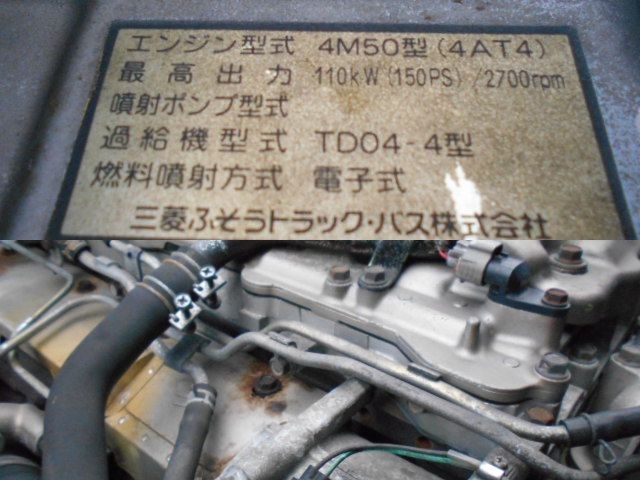 エンジン型式 4M50型(4AT4)
最高出力 110kW(150PS)/2700rpm
噴射ポンプ型式
過給機型式 TD04-4型
燃料噴射方式 電子式
三菱ふそうトラック・バス株式会社